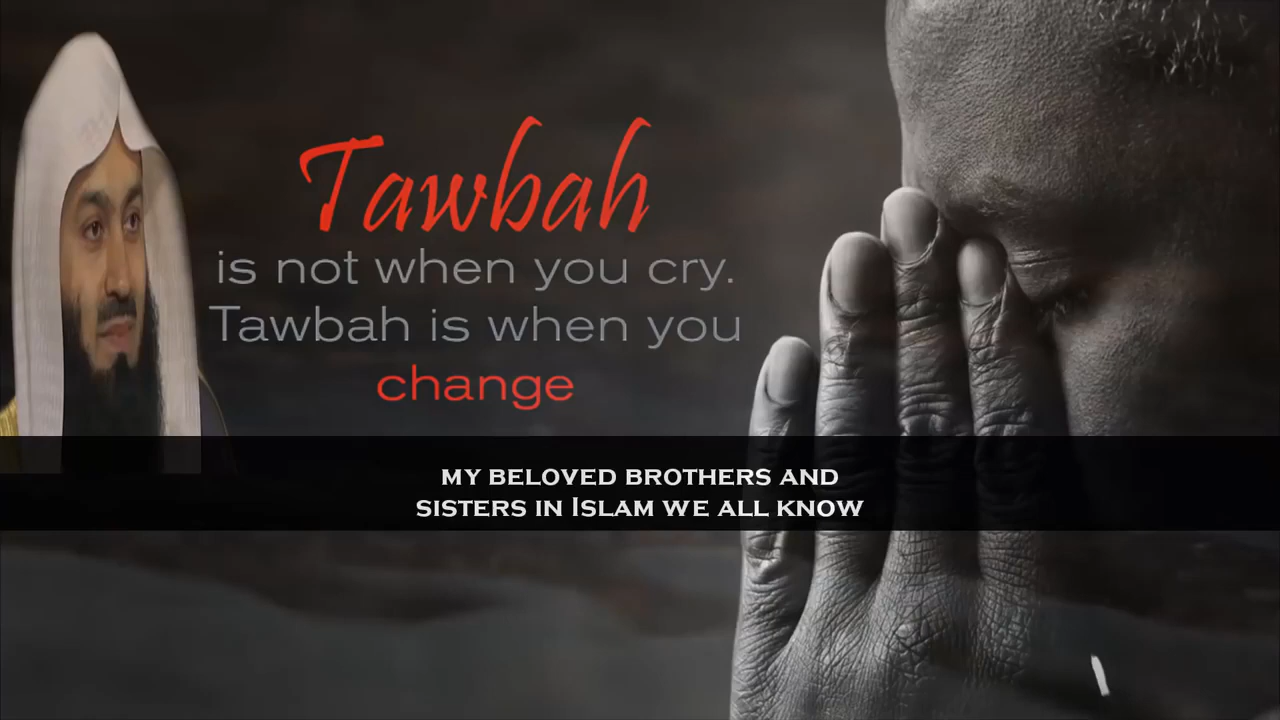 Tawbah
is not when you cry.
Tawbah is when you
change
MY BELOVED BROTHERS AND
SISTERS IN ISLAM WE ALL KNOW